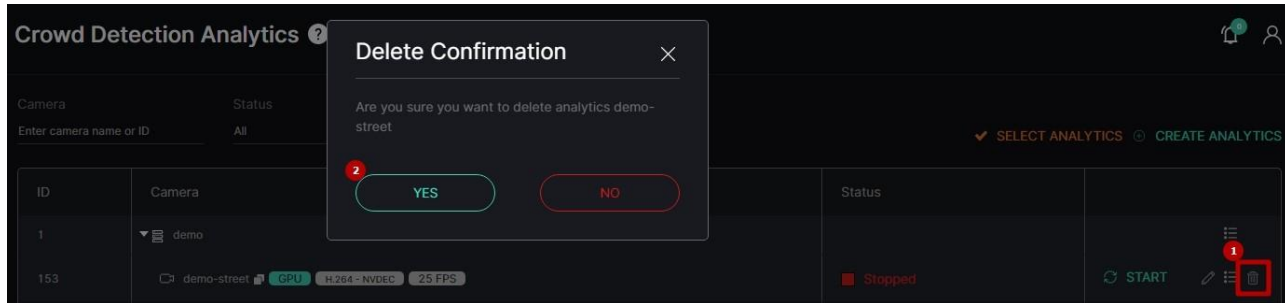 Crowd Detection Analytics ?
0
Delete Confirmation
Are you sure you want to delete analytics demo-
street
2
YES
NO
Camera
Status
Enter camera name or ID
All
SELECT ANALYTICS
CREATE ANALYTICS
ID
Camera
Status
1
demo
1
153
demo-street
GPU
H.264 - NVDEC
25 FPS
Stopped
START